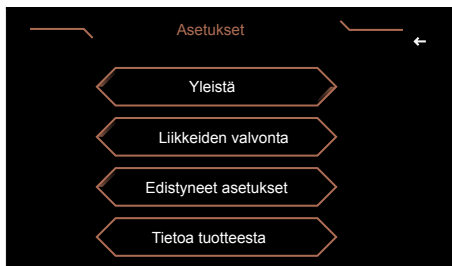 Asetukset
Yleistä
Liikkeiden valvonta
Edistyneet asetukset
Tietoa tuotteesta